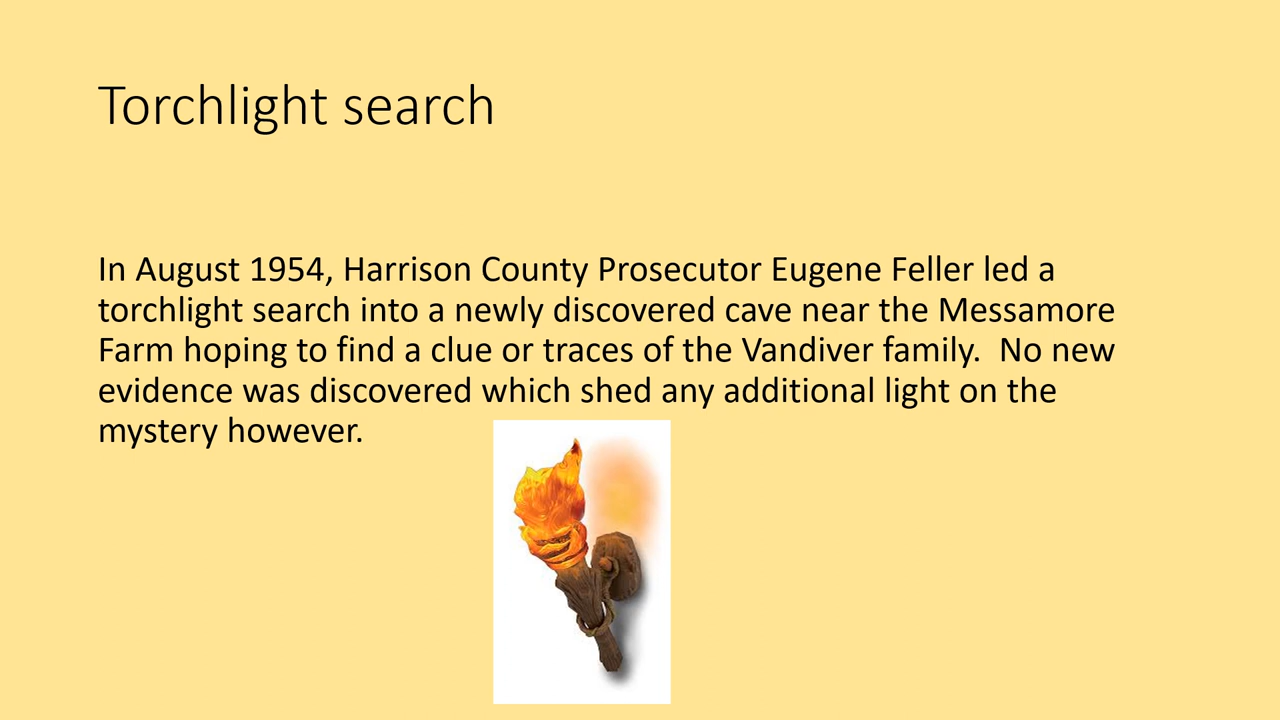 Torchlight search
In August 1954, Harrison County Prosecutor Eugene Feller led a
torchlight search into a newly discovered cave near the Messamore
Farm hoping to find a clue or traces of the Vandiver family.  No new
evidence was discovered which shed any additional light on the
mystery however.